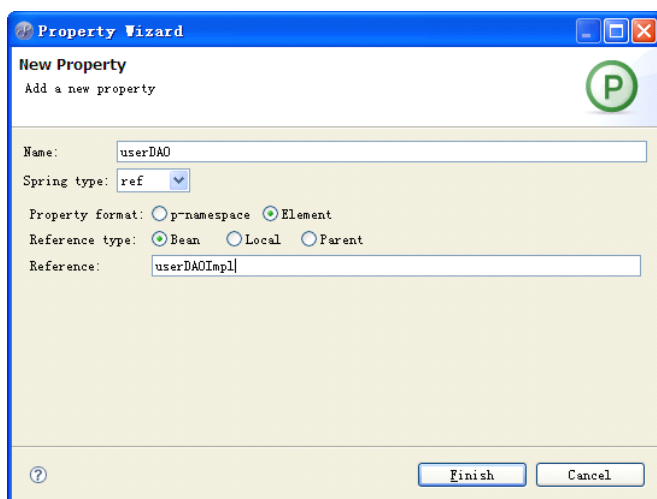 Property Wizard
New Property
Add a new property
P
Name: userDAO
Spring type: ref
Property format: p-namespace Element
Reference type: Bean Local Parent
Reference: userDAOImpl
? Finish Cancel